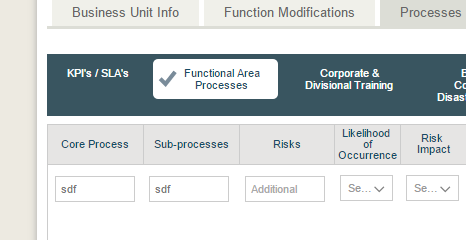 Business Unit Info Function Modifications Processes
KPI's / SLA's Functional Area Processes Corporate & Divisional Training
Core Process Sub-processes Risks Likelihood of Occurrence Risk Impact
sdf sdf Additional Se... Se...